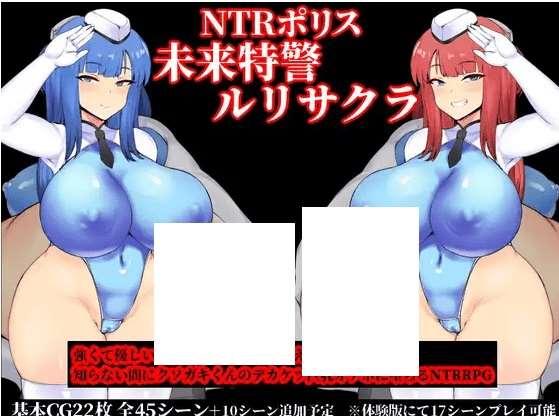 NTRポリス
未来特警
ルリサクラ
強くて優し
知らない間にクソガキくんのデカケツ
NTRRPG
基本CG22枚 全45シーン+10シーン追加予定 ※体験版にて17シーンプレイ可能